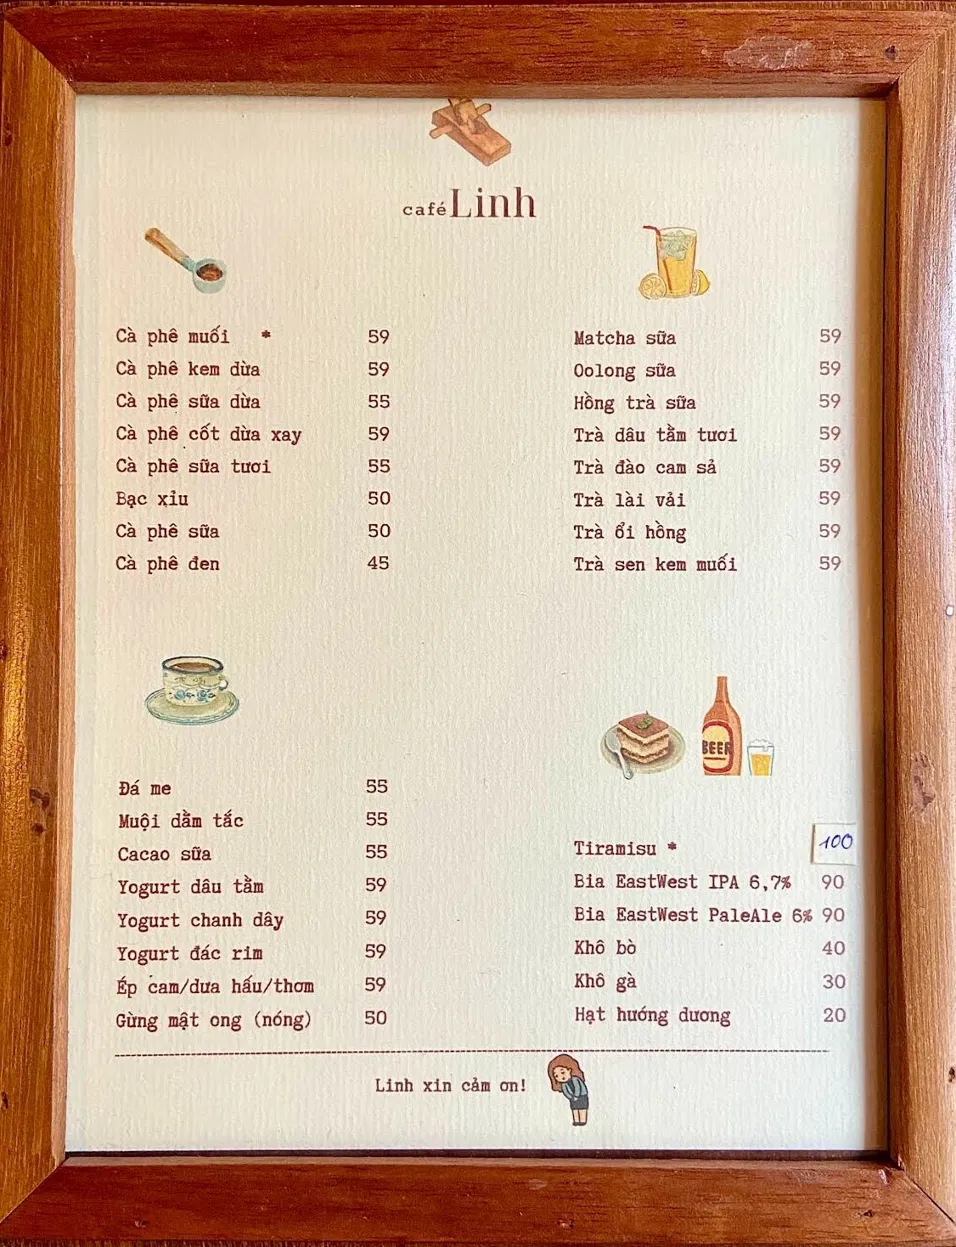 café Linh
Cà phê muối * 59
Cà phê kem dừa 59
Cà phê sữa dừa 55
Cà phê cốt dừa xay 59
Cà phê sữa tươi 55
Bạc xỉu 50
Cà phê sữa 50
Cà phê đen 45
Matcha sữa 59
Oolong sữa 59
Hồng trà sữa 59
Trà dâu tằm tươi 59
Trà đào cam sả 59
Trà lài vải 59
Trà ổi hồng 59
Trà sen kem muối 59
Đá me 55
Muội dằm tắc 55
Cacao sữa 55
Yogurt dâu tằm 59
Yogurt chanh dây 59
Yogurt đác rim 59
Ép cam/dưa hấu/thơm 59
Gừng mật ong (nóng) 50
BEER
Tiramisu * 100
Bia EastWest IPA 6,7% 90
Bia EastWest PaleAle 6% 90
Khô bò 40
Khô gà 30
Hạt hướng dương 20
Linh xin cảm ơn!